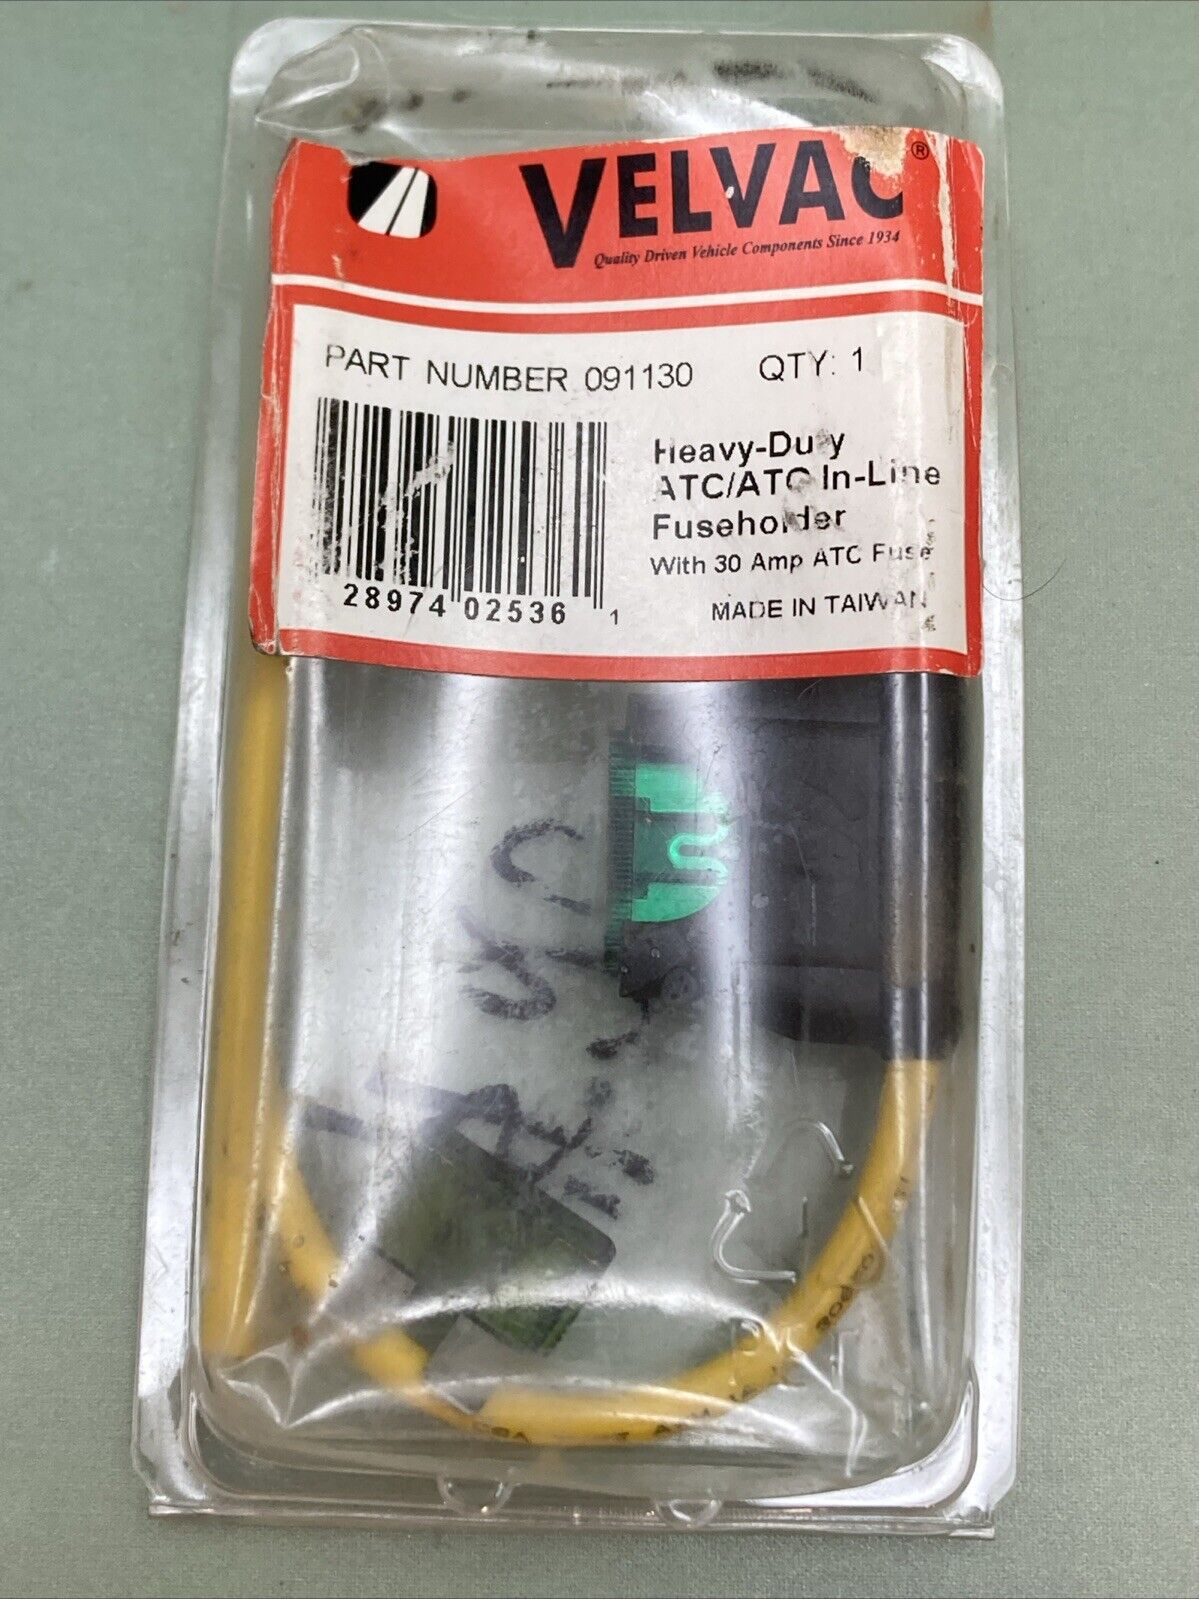 VELVAC®
Quality Driven Vehicle Components Since 1934
PART NUMBER 091130 QTY: 1
Heavy-Duty
ATC/ATO In-Line
Fuseholder
With 30 Amp ATC Fuse
MADE IN TAIWAN
28974 02536 1